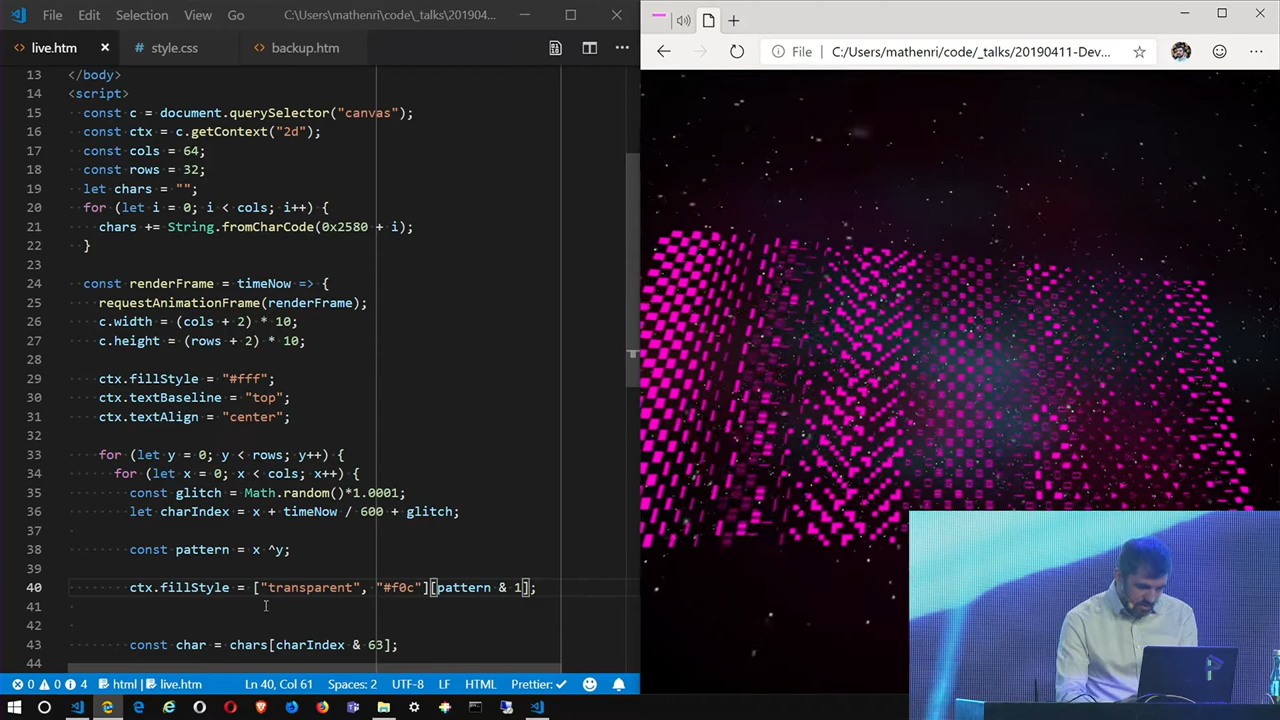 File Edit Selection View Go C:\Users\mathenri\code\_talks\201904...
live.htm style.css backup.htm
File C:/Users/mathenri/code/_talks/20190411-Dev...
13 </body>
14 <script>
15 const c = document.querySelector("canvas");
16 const ctx = c.getContext("2d");
17 const cols = 64;
18 const rows = 32;
19 let chars = "";
20 for (let i = 0; i < cols; i++) {
21 chars += String.fromCharCode(0x2580 + i);
22 }
23
24 const renderFrame = timeNow => {
25 requestAnimationFrame(renderFrame);
26 c.width = (cols + 2) * 10;
27 c.height = (rows + 2) * 10;
28
29 ctx.fillStyle = "#fff";
30 ctx.textBaseline = "top";
31 ctx.textAlign = "center";
32
33 for (let y = 0; y < rows; y++) {
34 for (let x = 0; x < cols; x++) {
35 const glitch = Math.random()*1.0001;
36 let charIndex = x + timeNow / 600 + glitch;
37
38 const pattern = x ^y;
39
40 ctx.fillStyle = ["transparent", "#f0c"][pattern & 1];
41
42
43 const char = chars[charIndex & 63];
44
0 0 4 html live.htm Ln 40, Col 61 Spaces: 2 UTF-8 LF HTML Prettier: ✓